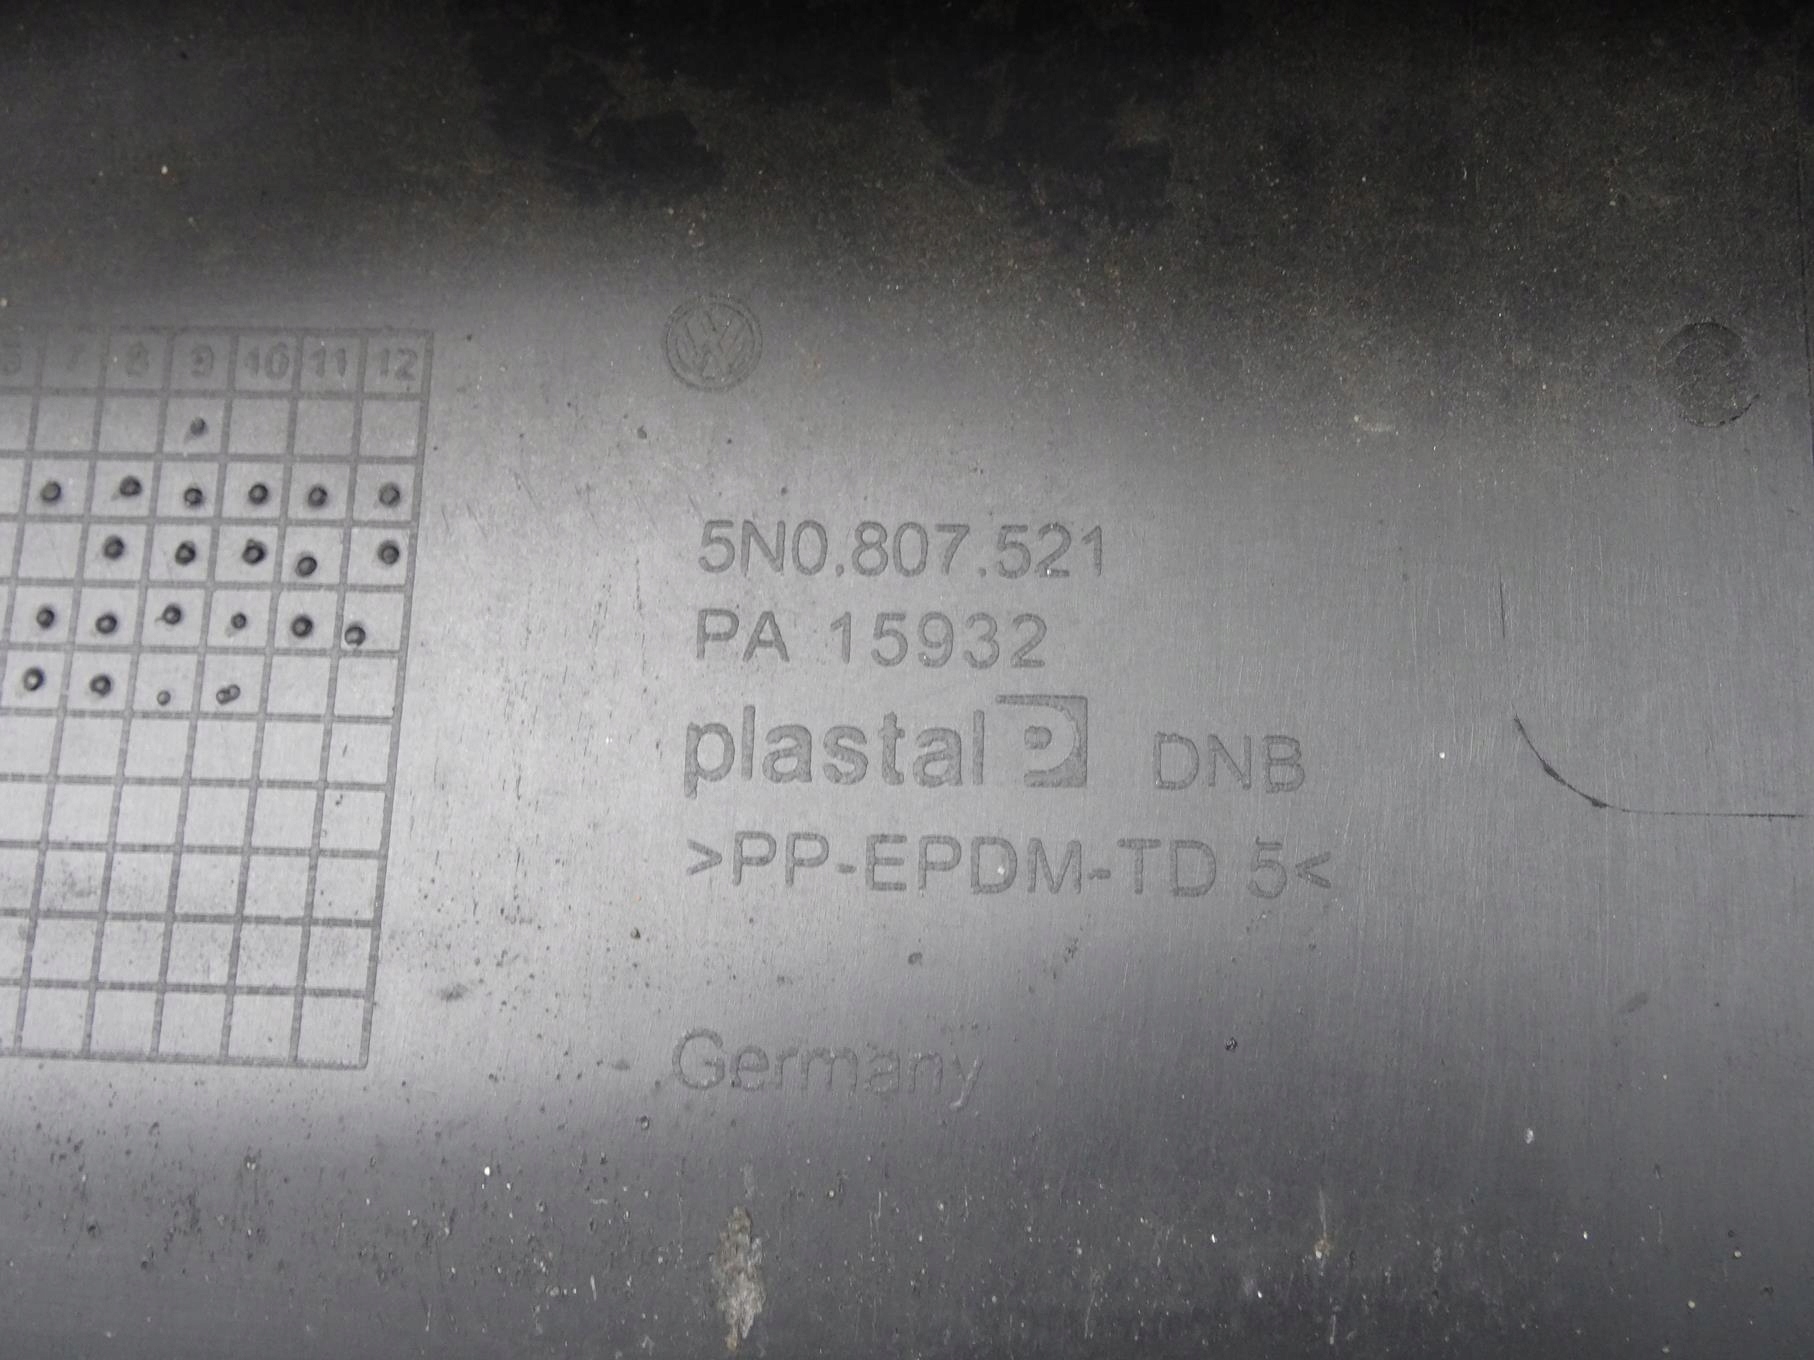 7 8 9 10 11 12
5N0.807.521
PA 15932
plastal DNB
>PP-EPDM-TD 5<
Germany